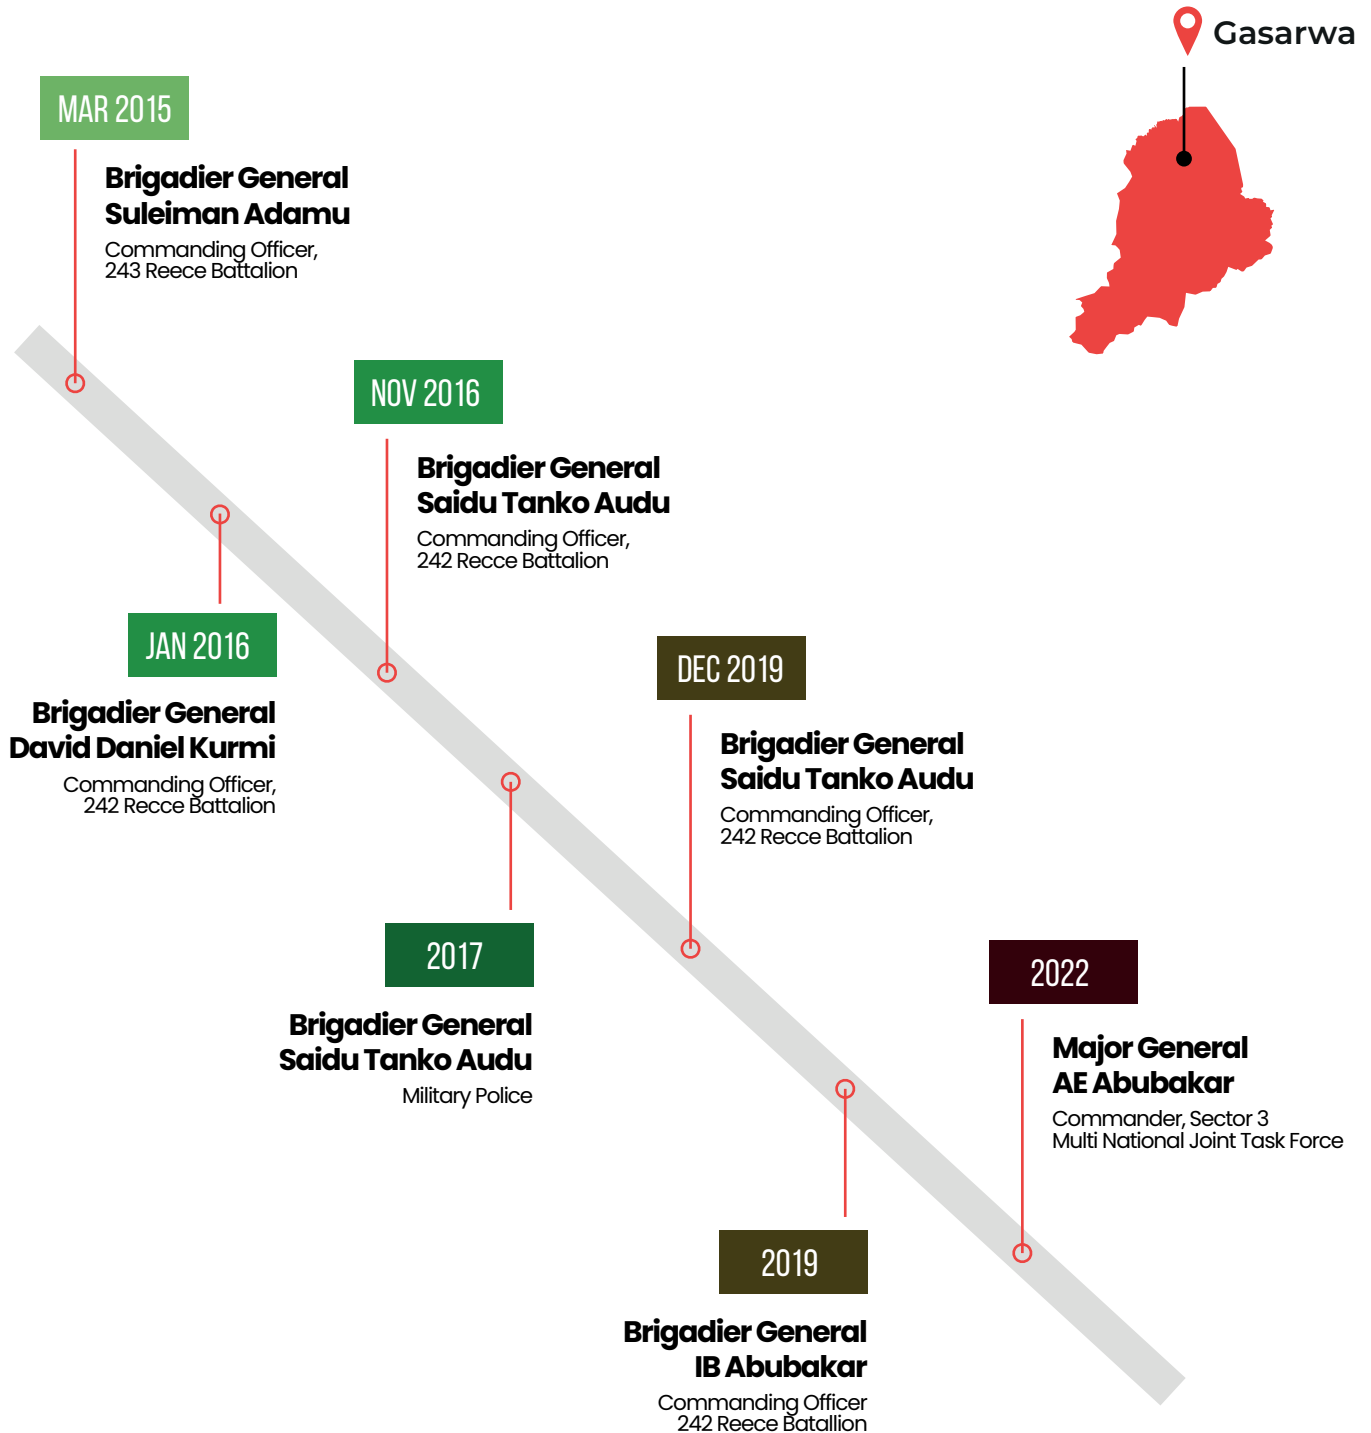 Gasarwa
MAR 2015
Brigadier General
Suleiman Adamu
Commanding Officer,
243 Reece Battalion
NOV 2016
Brigadier General
Saidu Tanko Audu
Commanding Officer,
242 Recce Battalion
JAN 2016
Brigadier General
David Daniel Kurmi
Commanding Officer,
242 Recce Battalion
DEC 2019
Brigadier General
Saidu Tanko Audu
Commanding Officer,
242 Recce Battalion
2017
Brigadier General
Saidu Tanko Audu
Military Police
2022
Major General
AE Abubakar
Commander, Sector 3
Multi National Joint Task Force
2019
Brigadier General
IB Abubakar
Commanding Officer
242 Reece Batallion